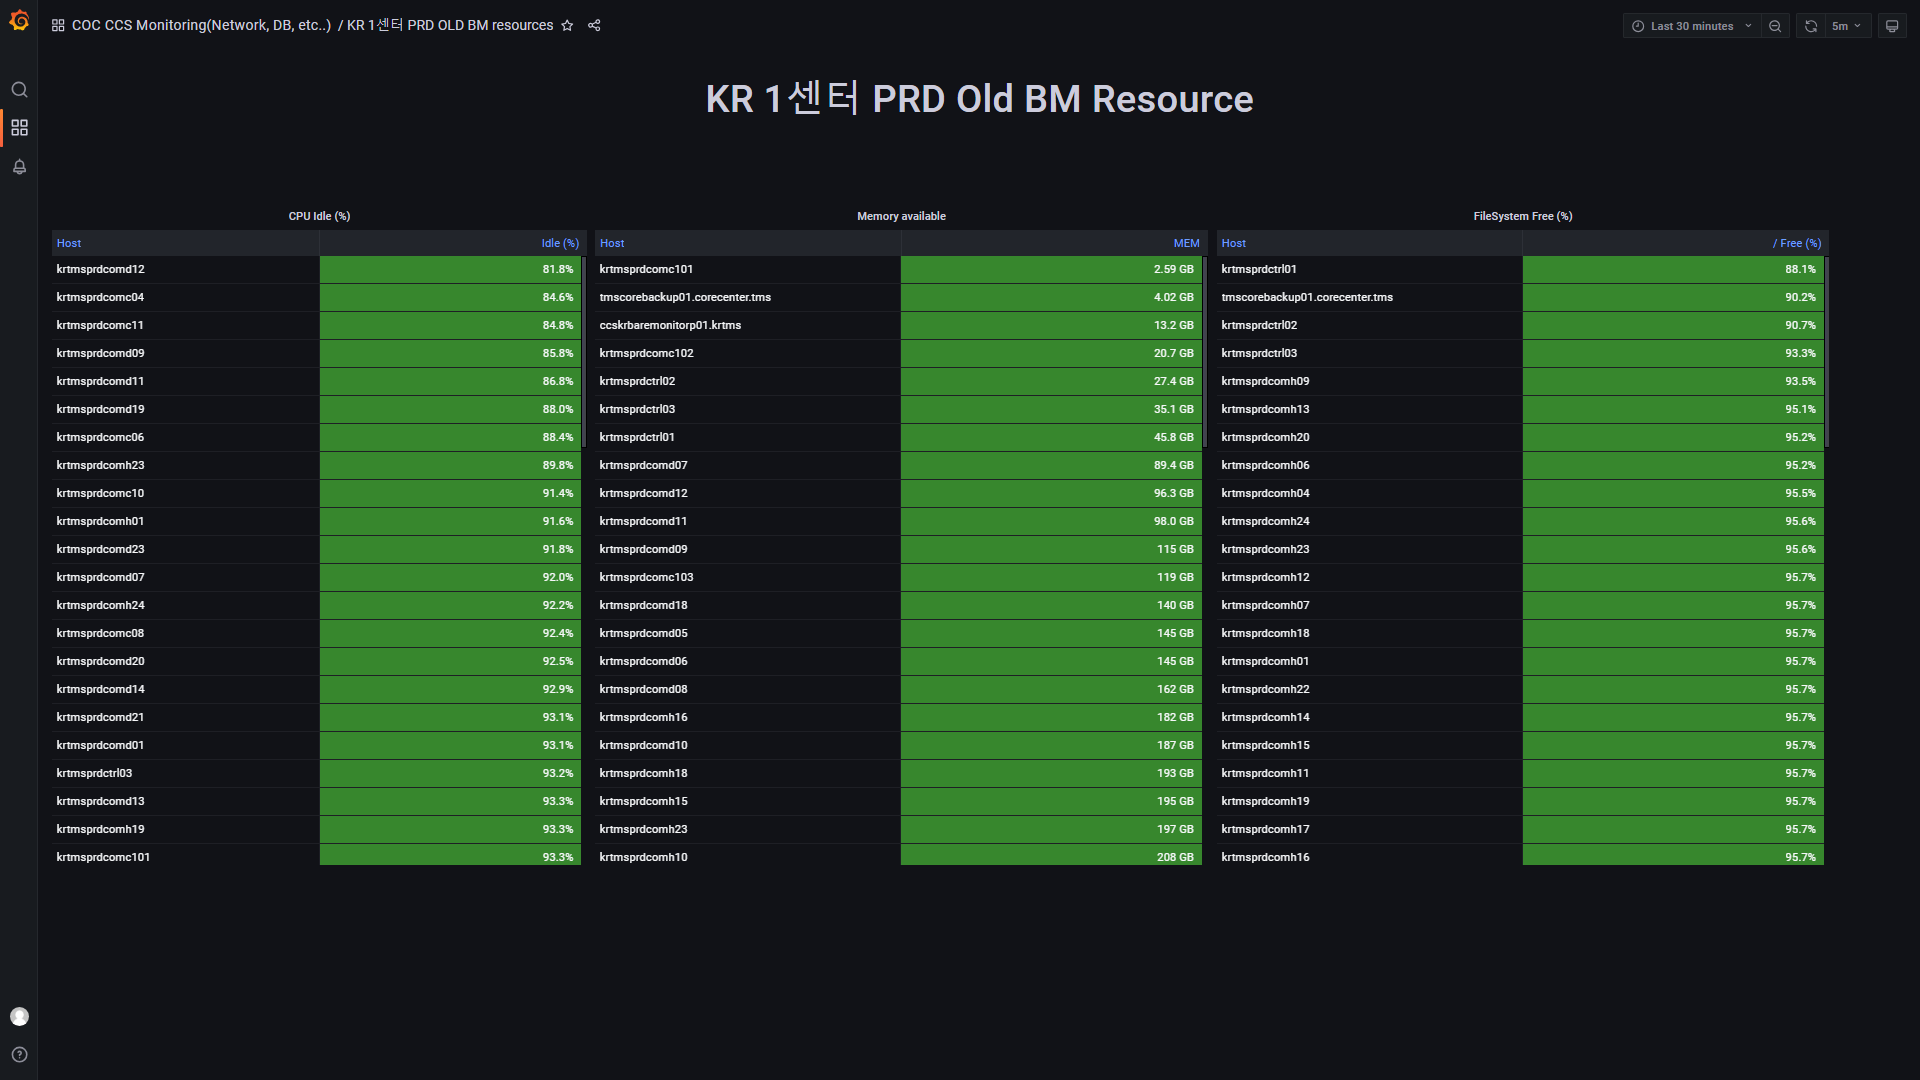 COC CCS Monitoring(Network, DB, etc..) / KR 1센터 PRD OLD BM resources
Last 30 minutes
5m
KR 1센터 PRD Old BM Resource
CPU Idle (%)
Host Idle (%)
krtmsprdcomd12 81.8%
krtmsprdcomc04 84.6%
krtmsprdcomc11 84.8%
krtmsprdcomd09 85.8%
krtmsprdcomd11 86.8%
krtmsprdcomd19 88.0%
krtmsprdcomc06 88.4%
krtmsprdcomh23 89.8%
krtmsprdcomc10 91.4%
krtmsprdcomh01 91.6%
krtmsprdcomd23 91.8%
krtmsprdcomd07 92.0%
krtmsprdcomh24 92.2%
krtmsprdcomc08 92.4%
krtmsprdcomd20 92.5%
krtmsprdcomd14 92.9%
krtmsprdcomd21 93.1%
krtmsprdcomd01 93.1%
krtmsprdctrl03 93.2%
krtmsprdcomd13 93.3%
krtmsprdcomh19 93.3%
krtmsprdcomc101 93.3%
Memory available
Host MEM
krtmsprdcomc101 2.59 GB
tmscorebackup01.corecenter.tms 4.02 GB
ccskrbaremonitorp01.krtms 13.2 GB
krtmsprdcomc102 20.7 GB
krtmsprdctrl02 27.4 GB
krtmsprdctrl03 35.1 GB
krtmsprdctrl01 45.8 GB
krtmsprdcomd07 89.4 GB
krtmsprdcomd12 96.3 GB
krtmsprdcomd11 98.0 GB
krtmsprdcomd09 115 GB
krtmsprdcomc103 119 GB
krtmsprdcomd18 140 GB
krtmsprdcomd05 145 GB
krtmsprdcomd06 145 GB
krtmsprdcomd08 162 GB
krtmsprdcomh16 182 GB
krtmsprdcomd10 187 GB
krtmsprdcomh18 193 GB
krtmsprdcomh15 195 GB
krtmsprdcomh23 197 GB
krtmsprdcomh10 208 GB
FileSystem Free (%)
Host / Free (%)
krtmsprdctrl01 88.1%
tmscorebackup01.corecenter.tms 90.2%
krtmsprdctrl02 90.7%
krtmsprdctrl03 93.3%
krtmsprdcomh09 93.5%
krtmsprdcomh13 95.1%
krtmsprdcomh20 95.2%
krtmsprdcomh06 95.2%
krtmsprdcomh04 95.5%
krtmsprdcomh24 95.6%
krtmsprdcomh23 95.6%
krtmsprdcomh12 95.7%
krtmsprdcomh07 95.7%
krtmsprdcomh18 95.7%
krtmsprdcomh01 95.7%
krtmsprdcomh22 95.7%
krtmsprdcomh14 95.7%
krtmsprdcomh15 95.7%
krtmsprdcomh11 95.7%
krtmsprdcomh19 95.7%
krtmsprdcomh17 95.7%
krtmsprdcomh16 95.7%